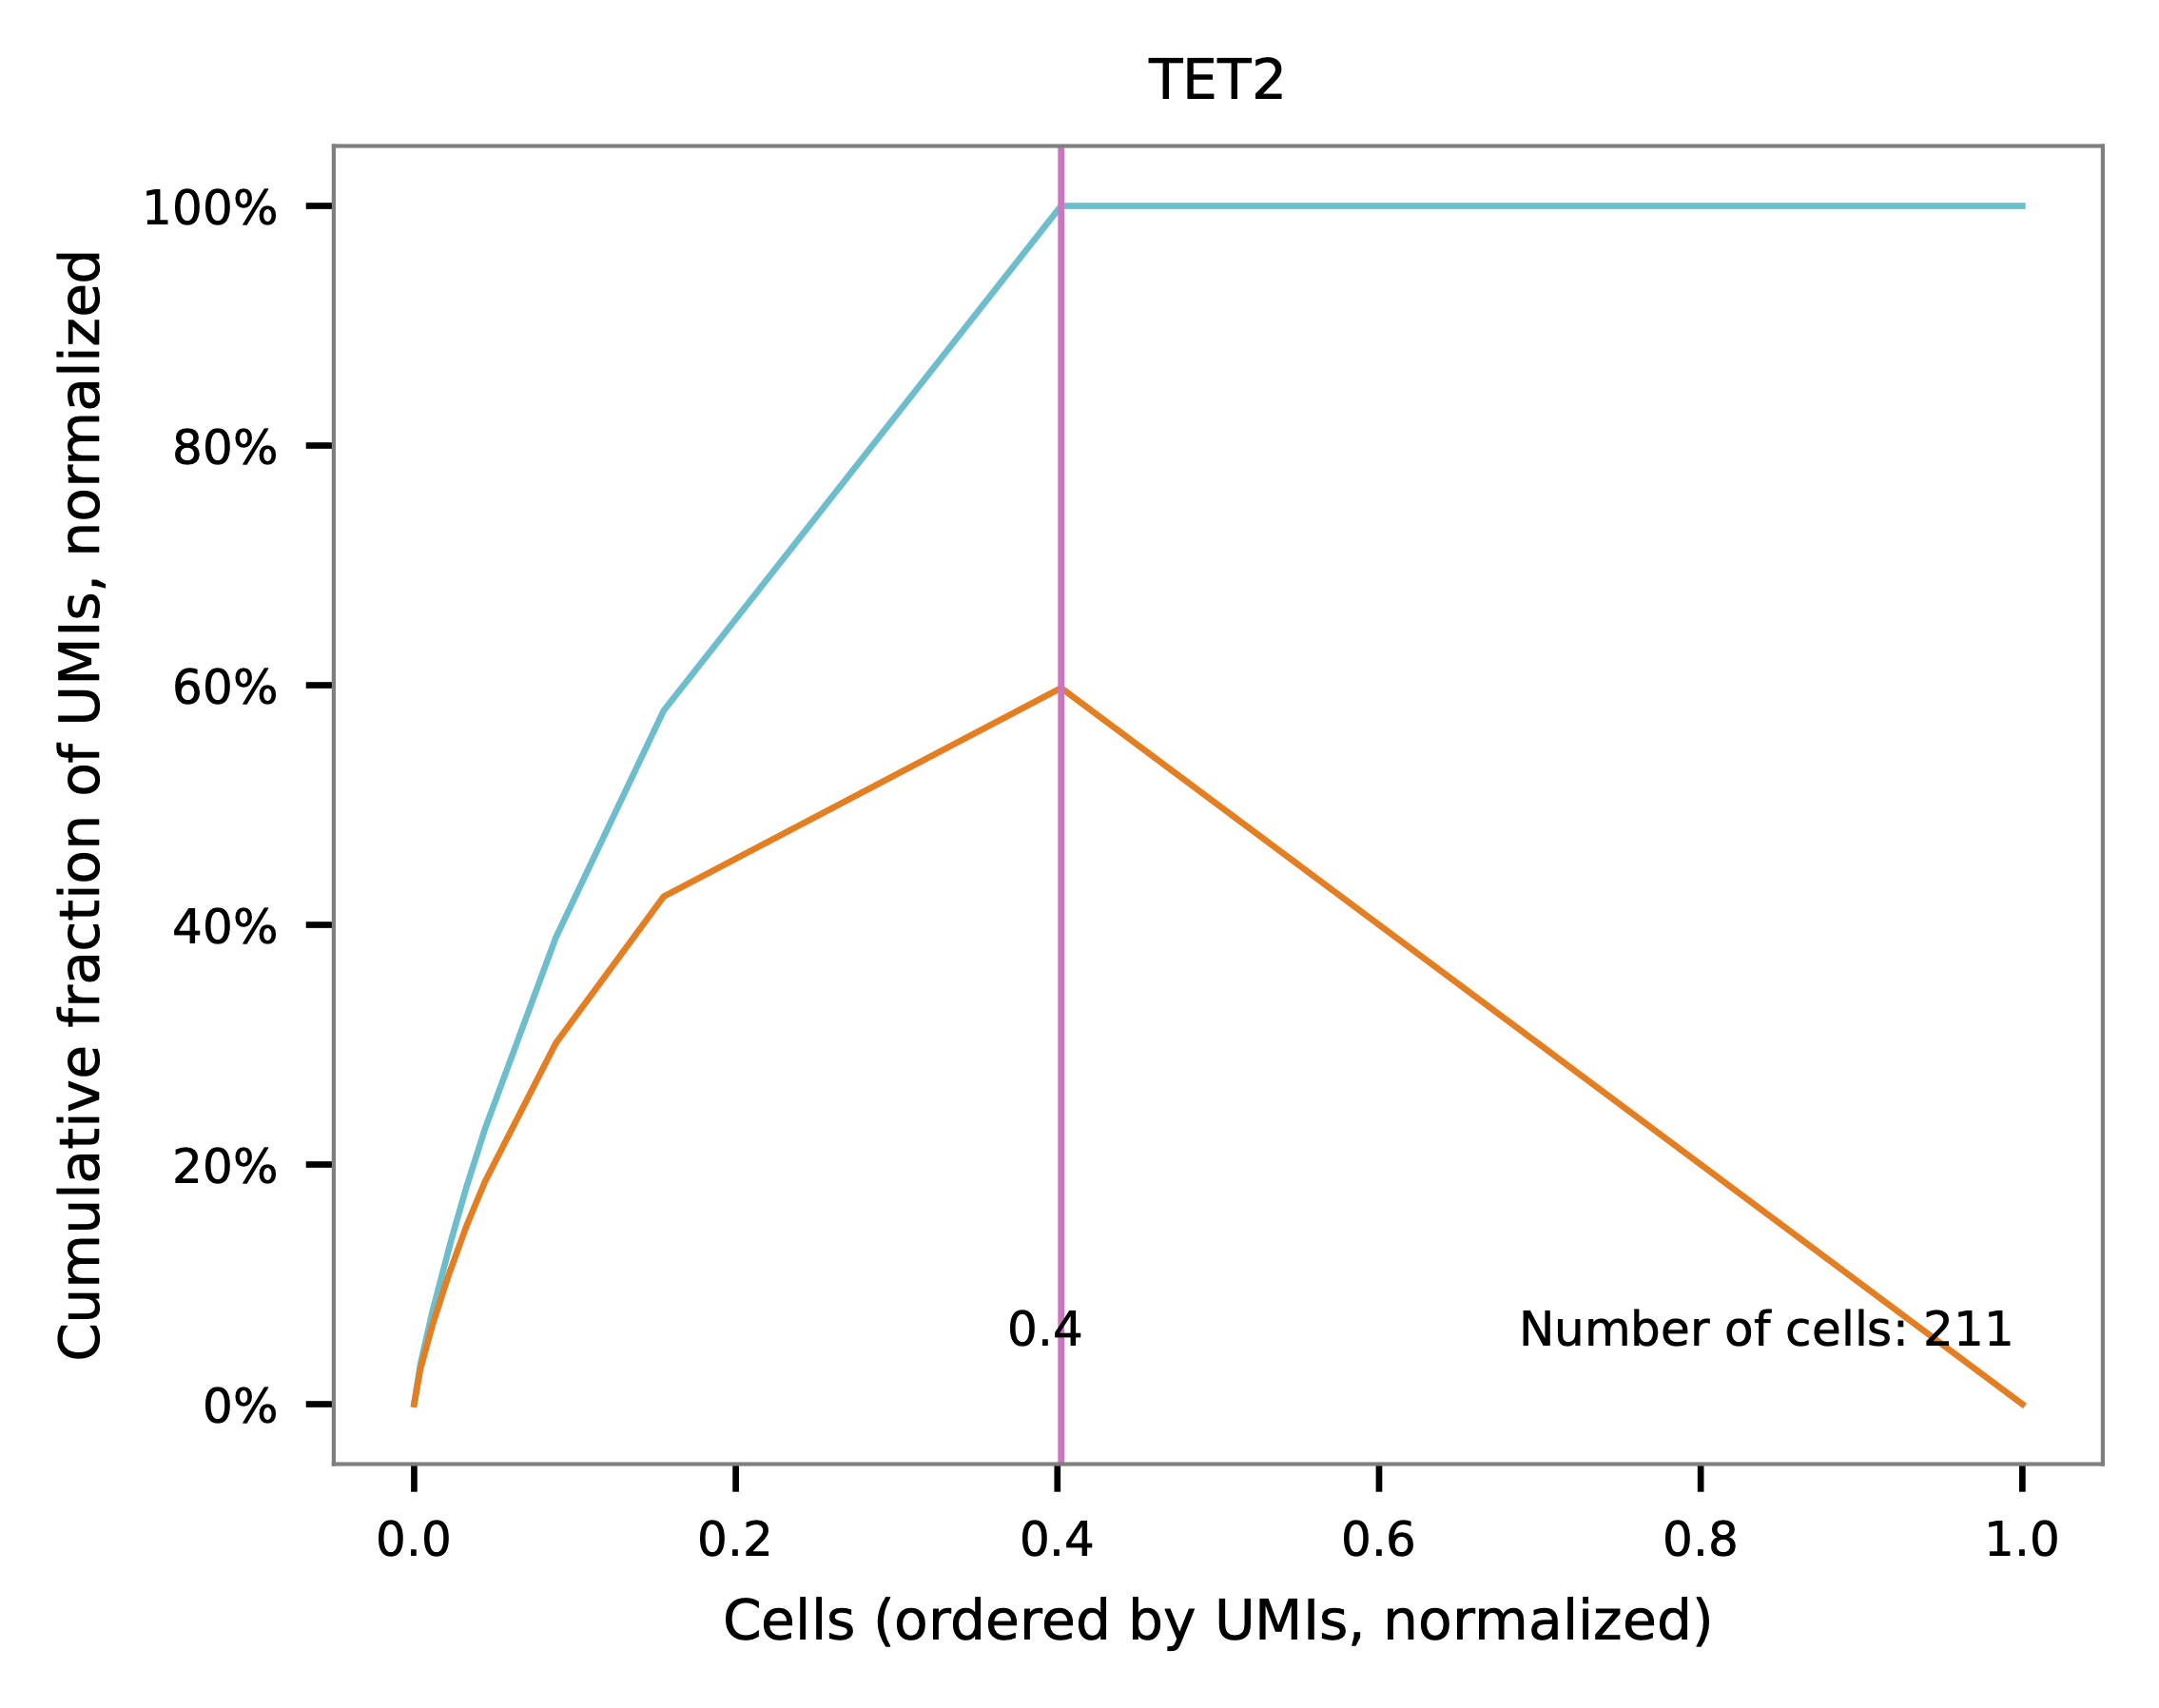 TET2
Cumulative fraction of UMIs, normalized
100%
80%
60%
40%
20%
0%
0.4
Number of cells: 211
0.0 0.2 0.4 0.6 0.8 1.0
Cells (ordered by UMIs, normalized)